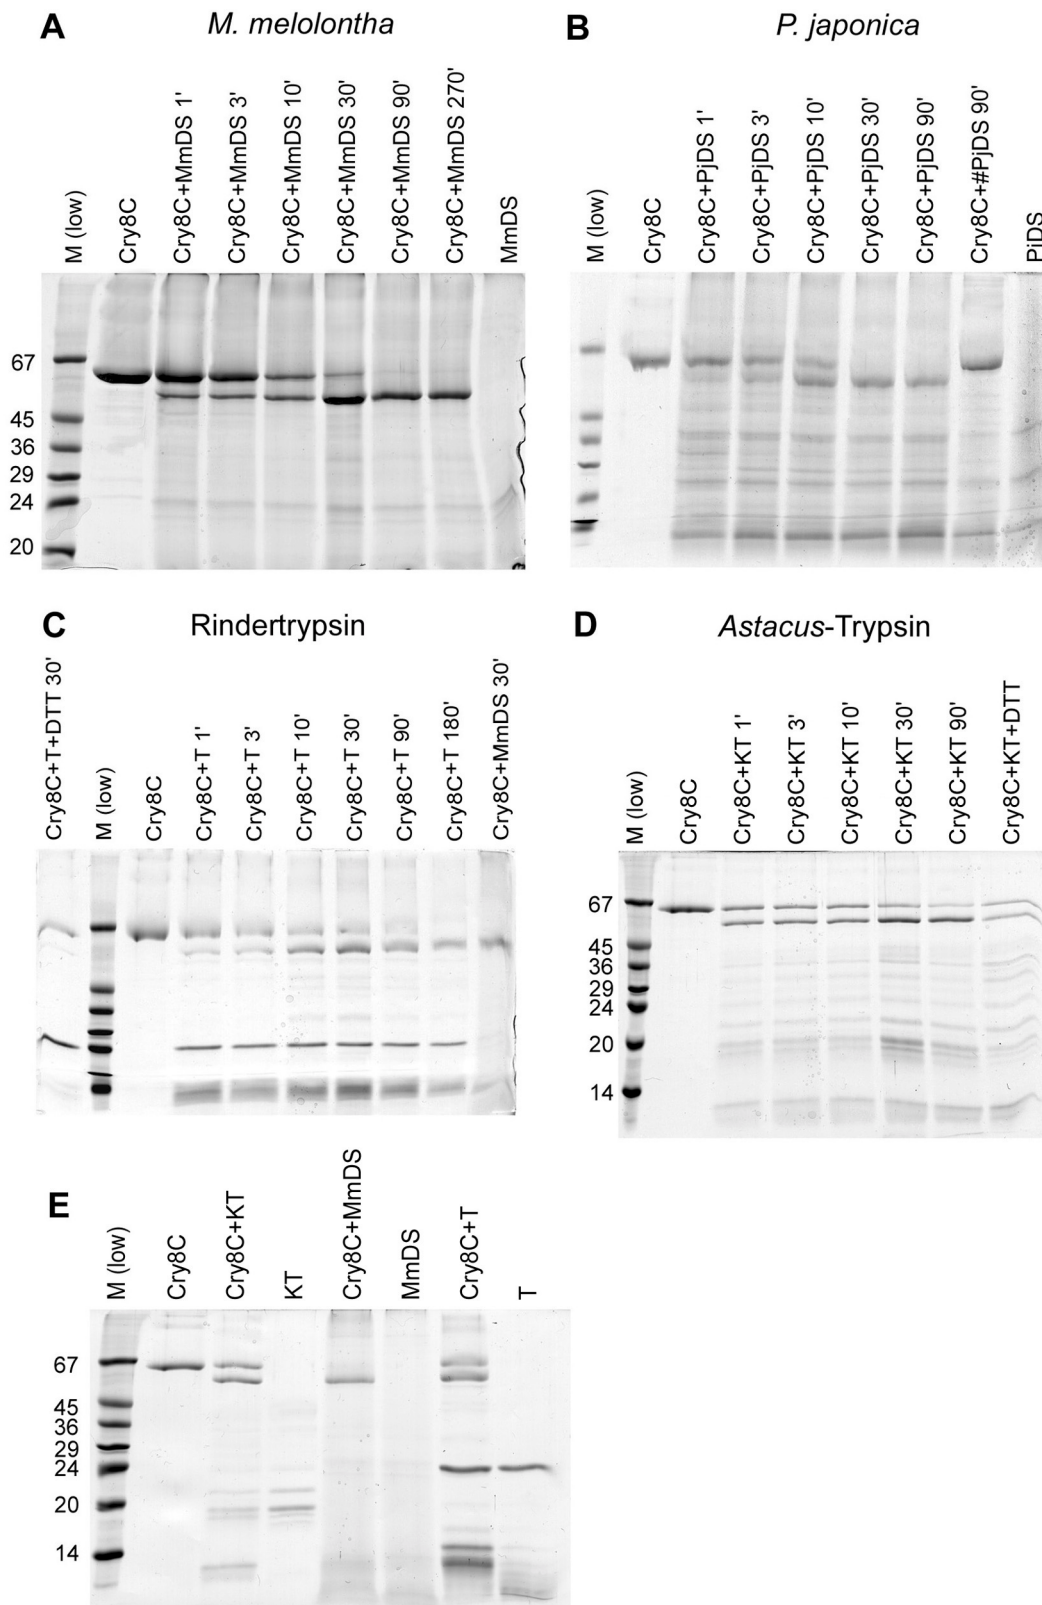 A
M. melolontha
M (low)
Cry8C
Cry8C+MmDS 1'
Cry8C+MmDS 3'
Cry8C+MmDS 10'
Cry8C+MmDS 30'
Cry8C+MmDS 90'
Cry8C+MmDS 270'
MmDS
67
45
36
29
24
20
B
P. japonica
M (low)
Cry8C
Cry8C+PjDS 1'
Cry8C+PjDS 3'
Cry8C+PjDS 10'
Cry8C+PjDS 30'
Cry8C+PjDS 90'
Cry8C+#PjDS 90'
PjDS
C
Rindertrypsin
Cry8C+T+DTT 30'
M (low)
Cry8C
Cry8C+T 1'
Cry8C+T 3'
Cry8C+T 10'
Cry8C+T 30'
Cry8C+T 90'
Cry8C+T 180'
Cry8C+MmDS 30'
D
Astacus-Trypsin
M (low)
Cry8C
Cry8C+KT 1'
Cry8C+KT 3'
Cry8C+KT 10'
Cry8C+KT 30'
Cry8C+KT 90'
Cry8C+KT+DTT
67
45
36
29
24
20
14
E
M (low)
Cry8C
Cry8C+KT
KT
Cry8C+MmDS
MmDS
Cry8C+T
T
67
45
36
29
24
20
14